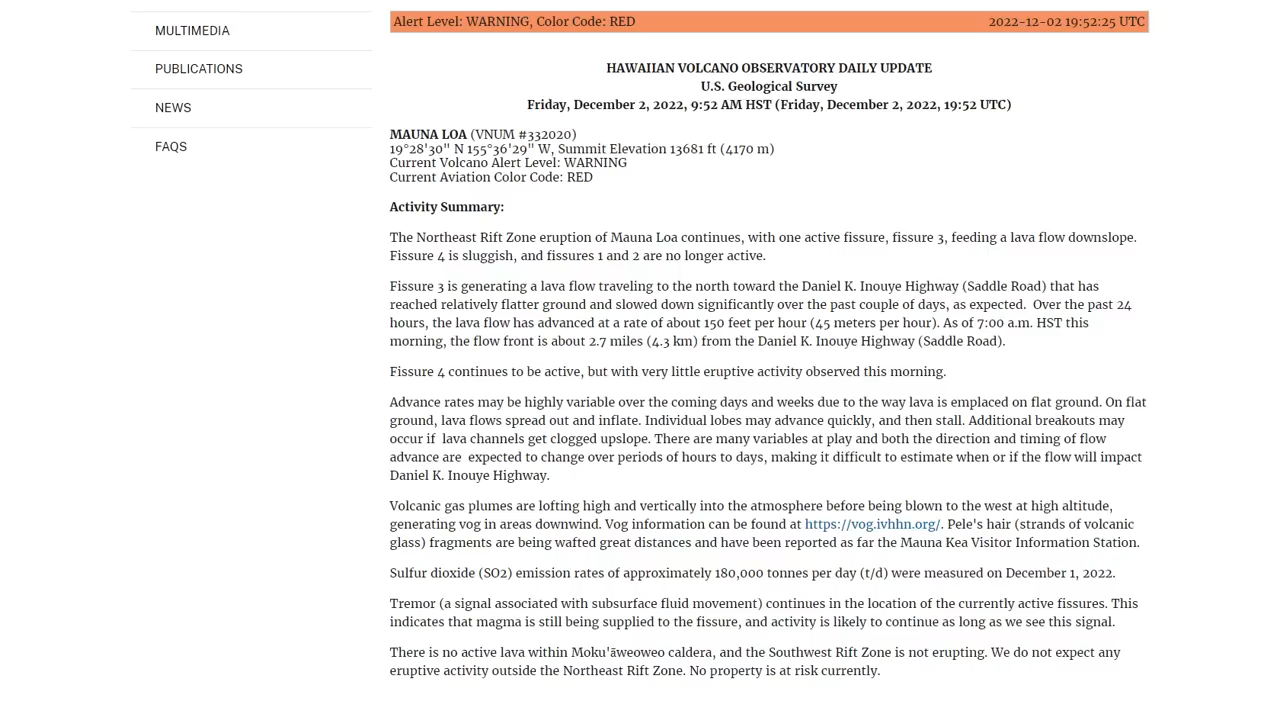 MULTIMEDIA
PUBLICATIONS
NEWS
FAQS
Alert Level: WARNING, Color Code: RED 2022-12-02 19:52:25 UTC
HAWAIIAN VOLCANO OBSERVATORY DAILY UPDATE
U.S. Geological Survey
Friday, December 2, 2022, 9:52 AM HST (Friday, December 2, 2022, 19:52 UTC)
MAUNA LOA (VNUM #332020)
19°28'30" N 155°36'29" W, Summit Elevation 13681 ft (4170 m)
Current Volcano Alert Level: WARNING
Current Aviation Color Code: RED
Activity Summary:
The Northeast Rift Zone eruption of Mauna Loa continues, with one active fissure, fissure 3, feeding a lava flow downslope.
Fissure 4 is sluggish, and fissures 1 and 2 are no longer active.
Fissure 3 is generating a lava flow traveling to the north toward the Daniel K. Inouye Highway (Saddle Road) that has
reached relatively flatter ground and slowed down significantly over the past couple of days, as expected.  Over the past 24
hours, the lava flow has advanced at a rate of about 150 feet per hour (45 meters per hour). As of 7:00 a.m. HST this
morning, the flow front is about 2.7 miles (4.3 km) from the Daniel K. Inouye Highway (Saddle Road).
Fissure 4 continues to be active, but with very little eruptive activity observed this morning.
Advance rates may be highly variable over the coming days and weeks due to the way lava is emplaced on flat ground. On flat
ground, lava flows spread out and inflate. Individual lobes may advance quickly, and then stall. Additional breakouts may
occur if  lava channels get clogged upslope. There are many variables at play and both the direction and timing of flow
advance are  expected to change over periods of hours to days, making it difficult to estimate when or if the flow will impact
Daniel K. Inouye Highway.
Volcanic gas plumes are lofting high and vertically into the atmosphere before being blown to the west at high altitude,
generating vog in areas downwind. Vog information can be found at https://vog.ivhhn.org/. Pele's hair (strands of volcanic
glass) fragments are being wafted great distances and have been reported as far the Mauna Kea Visitor Information Station.
Sulfur dioxide (SO2) emission rates of approximately 180,000 tonnes per day (t/d) were measured on December 1, 2022.
Tremor (a signal associated with subsurface fluid movement) continues in the location of the currently active fissures. This
indicates that magma is still being supplied to the fissure, and activity is likely to continue as long as we see this signal.
There is no active lava within Moku'āweoweo caldera, and the Southwest Rift Zone is not erupting. We do not expect any
eruptive activity outside the Northeast Rift Zone. No property is at risk currently.